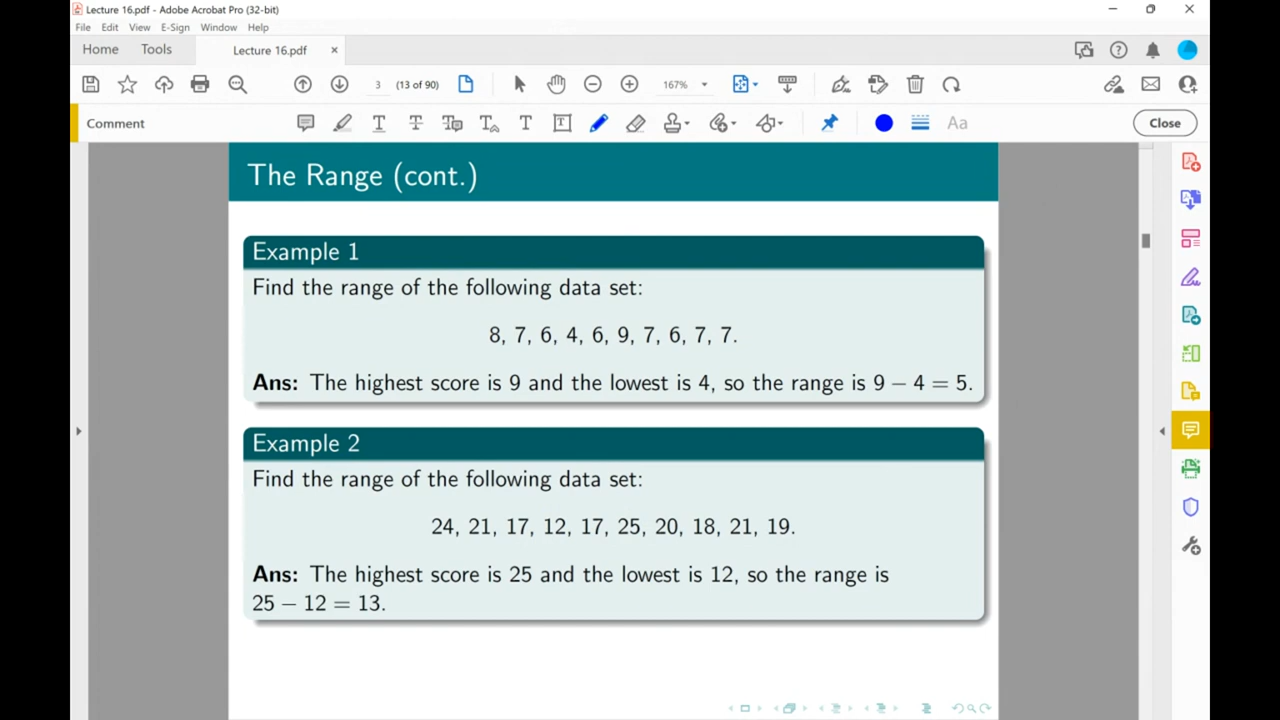 Lecture 16.pdf - Adobe Acrobat Pro (32-bit)
File Edit View E-Sign Window Help
Home Tools Lecture 16.pdf ×
3 (13 of 90) 167%
Comment Aa Close
The Range (cont.)
Example 1
Find the range of the following data set:
8, 7, 6, 4, 6, 9, 7, 6, 7, 7.
Ans: The highest score is 9 and the lowest is 4, so the range is 9 − 4 = 5.
Example 2
Find the range of the following data set:
24, 21, 17, 12, 17, 25, 20, 18, 21, 19.
Ans: The highest score is 25 and the lowest is 12, so the range is
25 − 12 = 13.